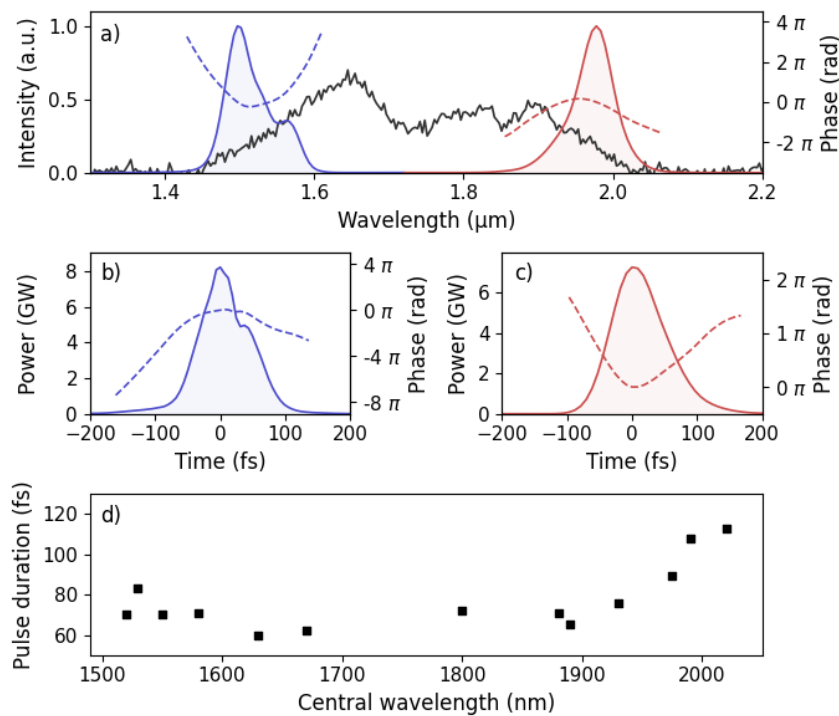 a)
Intensity (a.u.)
1.0
0.5
0.0
4 π
2 π
0 π
-2 π
Phase (rad)
1.4 1.6 1.8 2.0 2.2
Wavelength (μm)
b)
Power (GW)
8
6
4
2
0
4 π
0 π
-4 π
-8 π
Phase (rad)
−200 −100 0 100 200
Time (fs)
c)
Power (GW)
6
4
2
0
2 π
1 π
0 π
Phase (rad)
−200 −100 0 100 200
Time (fs)
d)
Pulse duration (fs)
120
100
80
60
1500 1600 1700 1800 1900 2000
Central wavelength (nm)